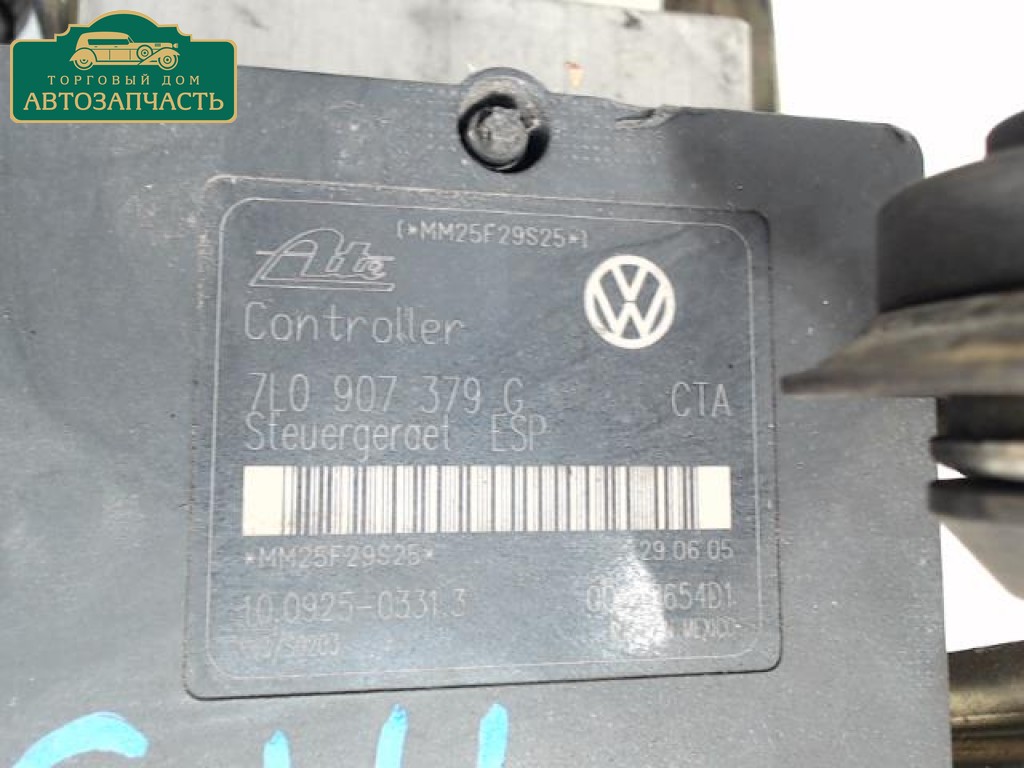 ТОРГОВЫЙ ДОМ
АВТОЗАПЧАСТЬ
(*MM25F29S25*)
Ate
Controller
7L0 907 379 G CTA
Steuergeraet ESP
*MM25F29S25* 29.06.05
10.0925-0331.3
MEXICO